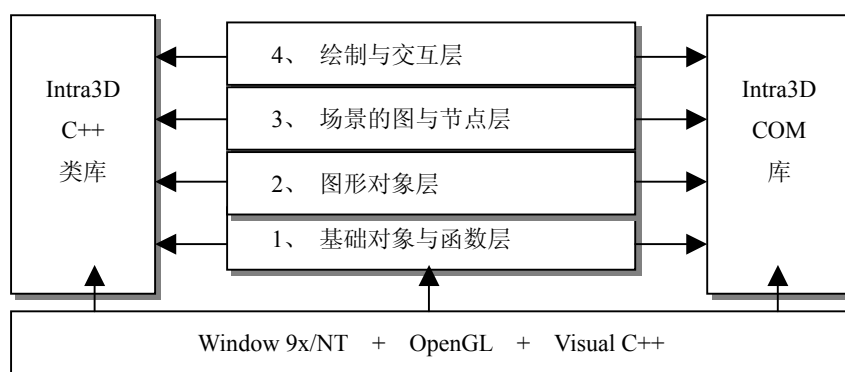 Intra3D
C++
类库
4、 绘制与交互层
3、 场景的图与节点层
2、 图形对象层
1、 基础对象与函数层
Intra3D
COM
库
Window 9x/NT + OpenGL + Visual C++